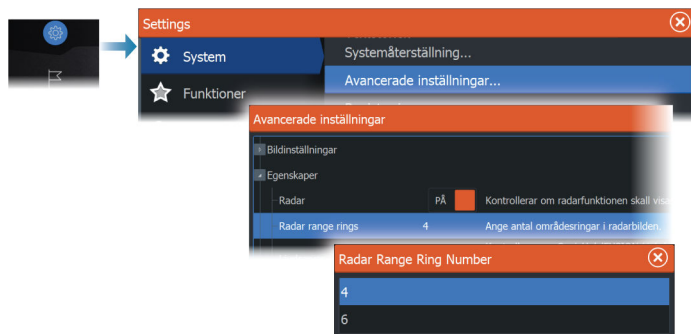 Settings
System
Systemåterställning...
Avancerade inställningar...
Funktioner
Avancerade inställningar
Bildinställningar
Egenskaper
Radar PÅ Kontrollerar om radarfunktionen skall visa
Radar range rings 4 Ange antal områdesringar i radarbilden.
Radar Range Ring Number
4
6